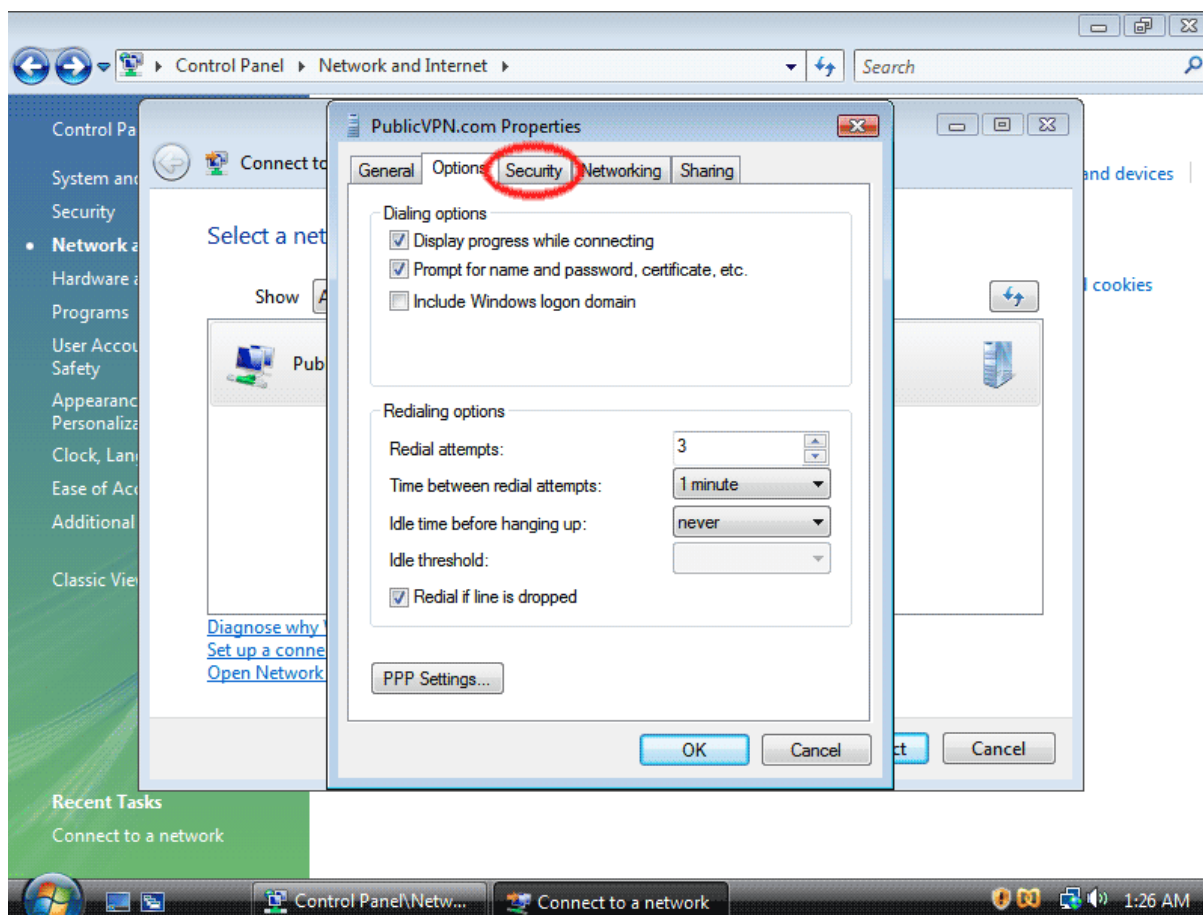 Control Panel Network and Internet
Search
Control Pa
System and
Security
Network a
Hardware a
Programs
User Accou
Safety
Appearanc
Personaliza
Clock, Lan
Ease of Acc
Additional
Classic Vie
Recent Tasks
Connect to a network
Connect to
Select a net
Show A
Pub
Diagnose why
Set up a conne
Open Network
ct
Cancel
and devices
cookies
PublicVPN.com Properties
General Options Security Networking Sharing
Dialing options
Display progress while connecting
Prompt for name and password, certificate, etc.
Include Windows logon domain
Redialing options
Redial attempts: 3
Time between redial attempts: 1 minute
Idle time before hanging up: never
Idle threshold:
Redial if line is dropped
PPP Settings...
OK Cancel
Control Panel\Netw... Connect to a network 1:26 AM